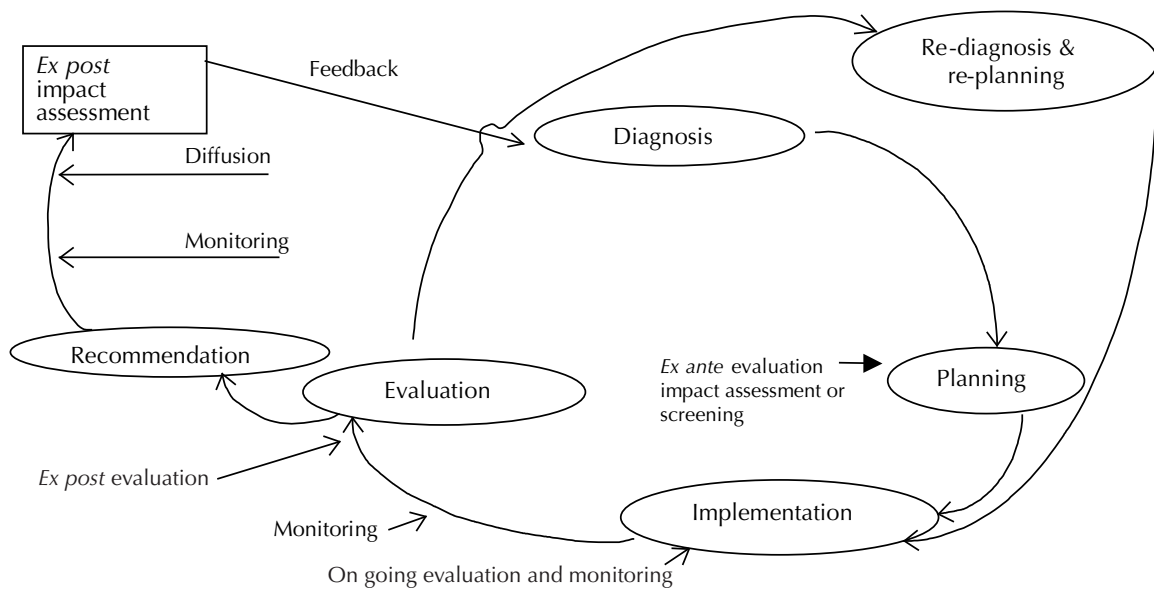 Ex post
impact
assessment
Feedback
Re-diagnosis &
re-planning
Diagnosis
Diffusion
Monitoring
Recommendation
Evaluation
Ex ante evaluation
impact assessment or
screening
Planning
Ex post evaluation
Implementation
Monitoring
On going evaluation and monitoring